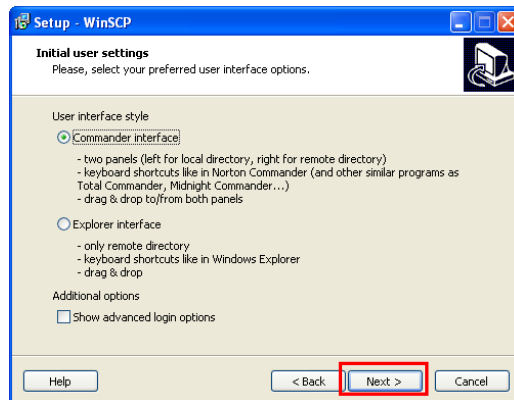 Setup - WinSCP
Initial user settings
Please, select your preferred user interface options.
User interface style
Commander interface
- two panels (left for local directory, right for remote directory)
- keyboard shortcuts like in Norton Commander (and other similar programs as
Total Commander, Midnight Commander...)
- drag & drop to/from both panels
Explorer interface
- only remote directory
- keyboard shortcuts like in Windows Explorer
- drag & drop
Additional options
Show advanced login options
Help
< Back
Next >
Cancel